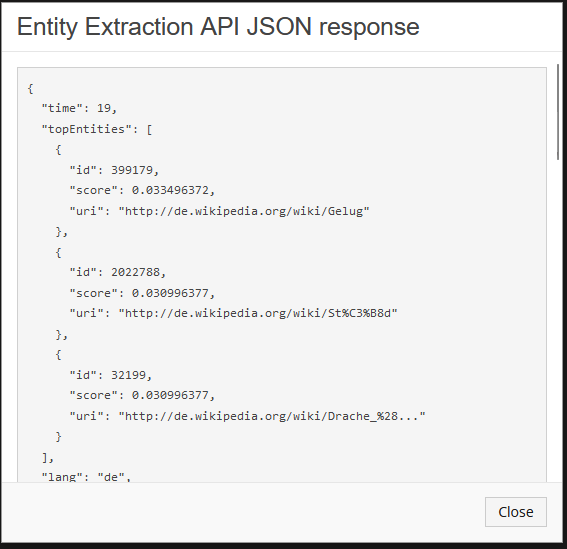 Entity Extraction API JSON response
{
"time": 19,
"topEntities": [
{
"id": 399179,
"score": 0.033496372,
"uri": "http://de.wikipedia.org/wiki/Gelug"
},
{
"id": 2022788,
"score": 0.030996377,
"uri": "http://de.wikipedia.org/wiki/St%C3%B8d"
},
{
"id": 32199,
"score": 0.030996377,
"uri": "http://de.wikipedia.org/wiki/Drache_%28..."
}
],
"lang": "de",
Close